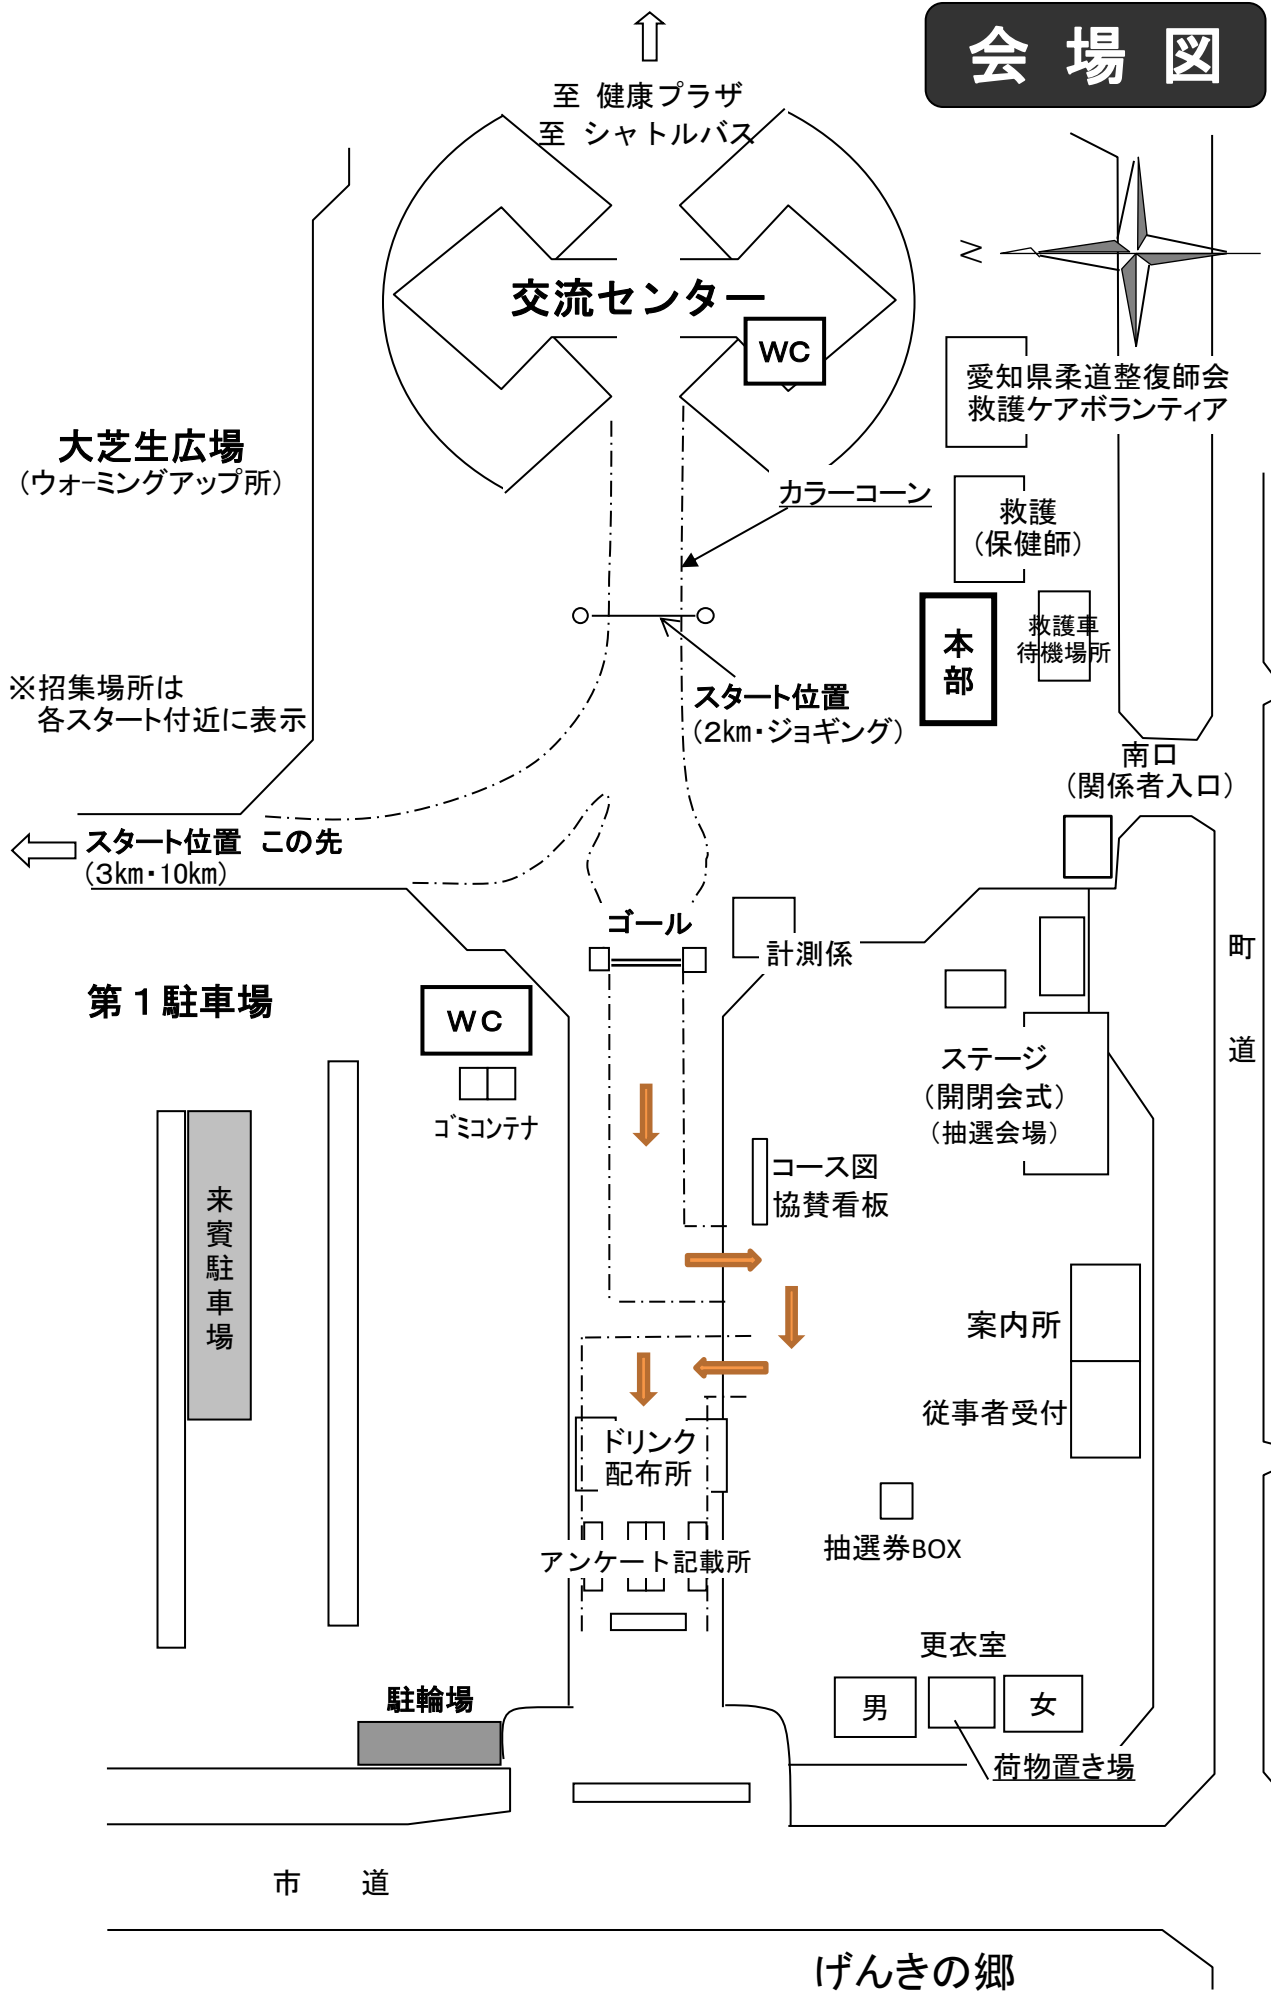 会場図
至 健康プラザ
至 シャトルバス
N
交流センター
WC
愛知県柔道整復師会
救護ケアボランティア
大芝生広場
(ウォーミングアップ所)
カラーコーン
救護
(保健師)
本部
救護車
待機場所
※招集場所は
各スタート付近に表示
スタート位置
(2km・ジョギング)
南口
(関係者入口)
スタート位置 この先
(3km・10km)
ゴール
計測係
町道
第1駐車場
WC
ゴミコンテナ
ステージ
(開閉会式)
(抽選会場)
コース図
協賛看板
来賓駐車場
案内所
従事者受付
ドリンク
配布所
抽選券BOX
アンケート記載所
更衣室
男
女
荷物置き場
駐輪場
市道
げんきの郷